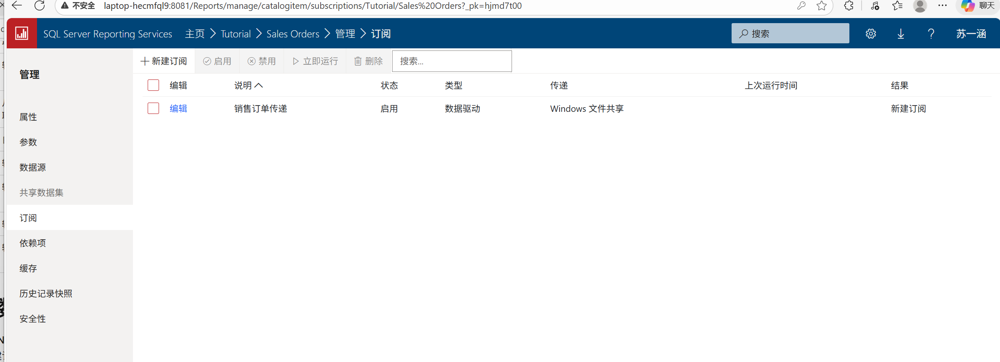 不安全 laptop-hecmfql9:8081/Reports/manage/catalogitem/subscriptions/Tutorial/Sales%20Orders?_pk=hjmd7t00 聊天
SQL Server Reporting Services 主页 Tutorial Sales Orders 管理 订阅 搜索 苏一涵
新建订阅 启用 禁用 立即运行 删除 搜索...
管理
编辑 说明 状态 类型 传递 上次运行时间 结果
编辑 销售订单传递 启用 数据驱动 Windows 文件共享 新建订阅
属性
参数
数据源
共享数据集
订阅
依赖项
缓存
历史记录快照
安全性